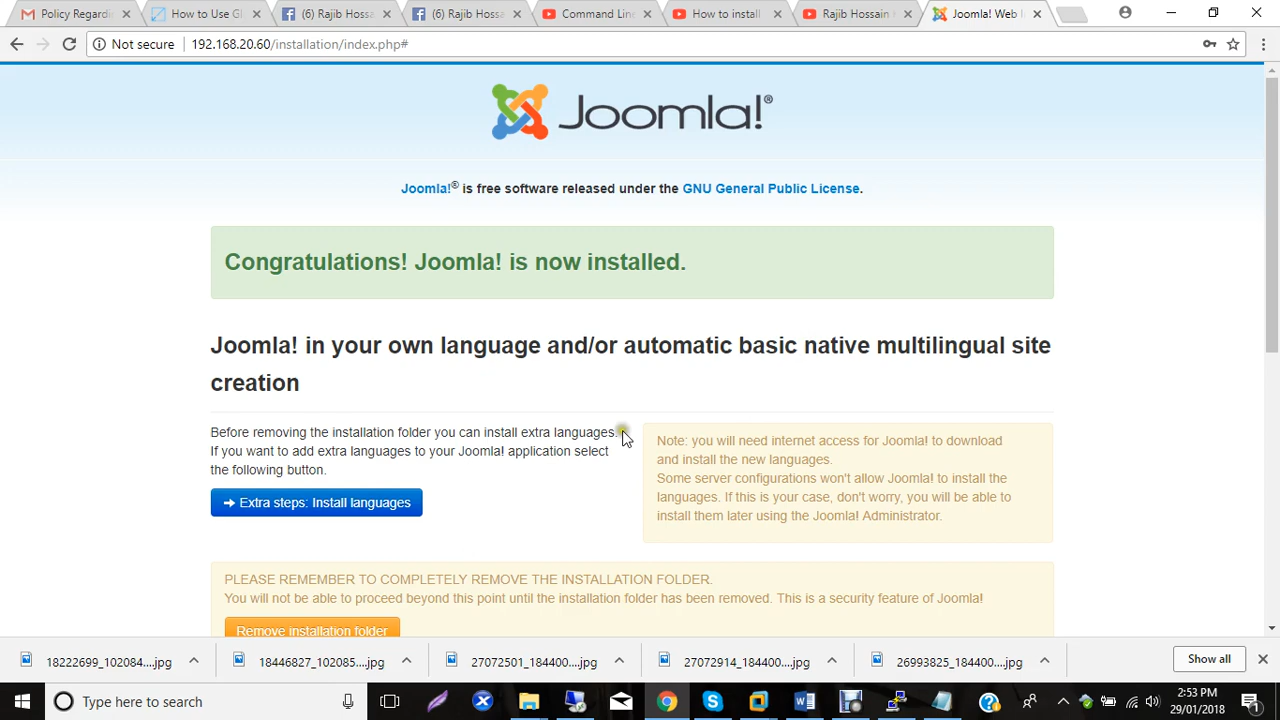 Policy Regardi
How to Use Gl
(6) Rajib Hossa
(6) Rajib Hossa
Command Lin
How to install
Rajib Hossain
Joomla! Web I
Not secure
192.168.20.60/installation/index.php#
Joomla!®
Joomla!® is free software released under the GNU General Public License.
Congratulations! Joomla! is now installed.
Joomla! in your own language and/or automatic basic native multilingual site
creation
Before removing the installation folder you can install extra languages.
If you want to add extra languages to your Joomla! application select
the following button.
Extra steps: Install languages
Note: you will need internet access for Joomla! to download
and install the new languages.
Some server configurations won't allow Joomla! to install the
languages. If this is your case, don't worry, you will be able to
install them later using the Joomla! Administrator.
PLEASE REMEMBER TO COMPLETELY REMOVE THE INSTALLATION FOLDER.
You will not be able to proceed beyond this point until the installation folder has been removed. This is a security feature of Joomla!
Remove installation folder
18222699_102084....jpg
18446827_102085....jpg
27072501_184400....jpg
27072914_184400....jpg
26993825_184400....jpg
Show all
Type here to search
2:53 PM
29/01/2018